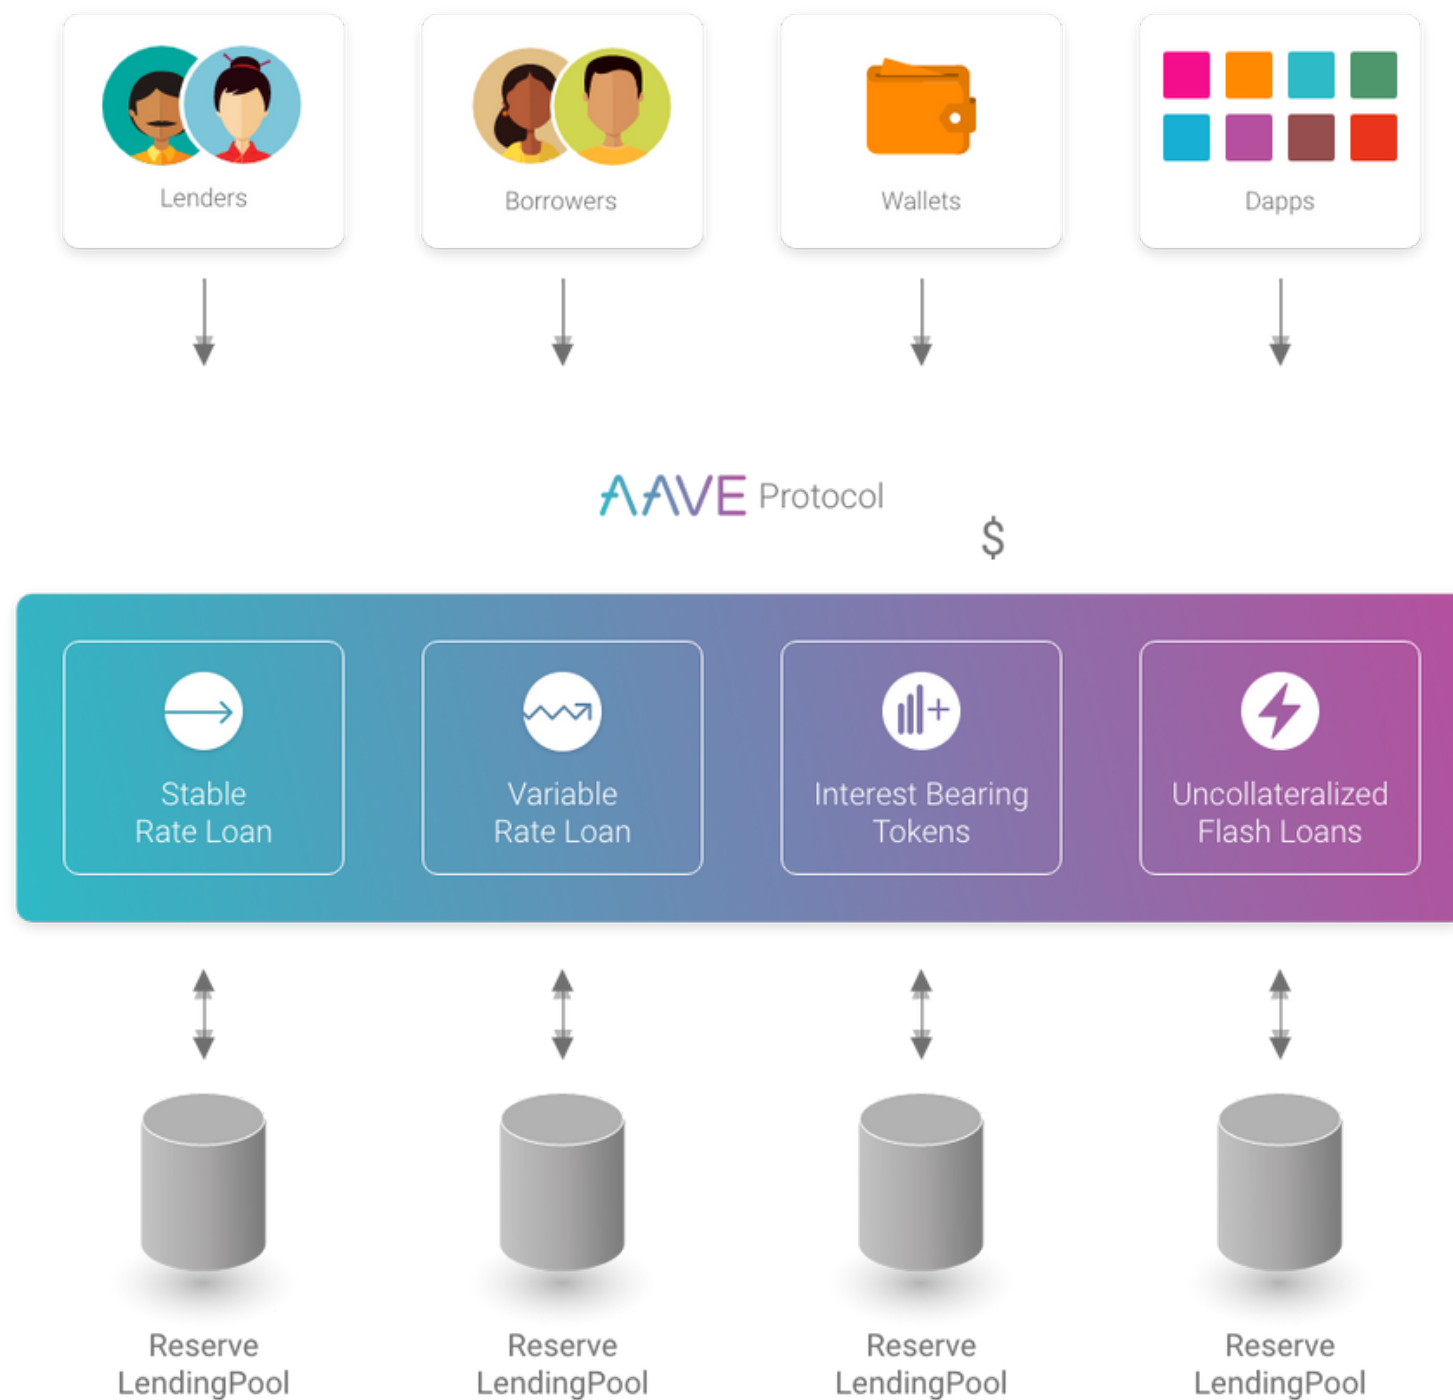 Lenders
Borrowers
Wallets
Dapps
AAVE Protocol
$
Stable
Rate Loan
Variable
Rate Loan
Interest Bearing
Tokens
Uncollateralized
Flash Loans
Reserve
LendingPool
Reserve
LendingPool
Reserve
LendingPool
Reserve
LendingPool